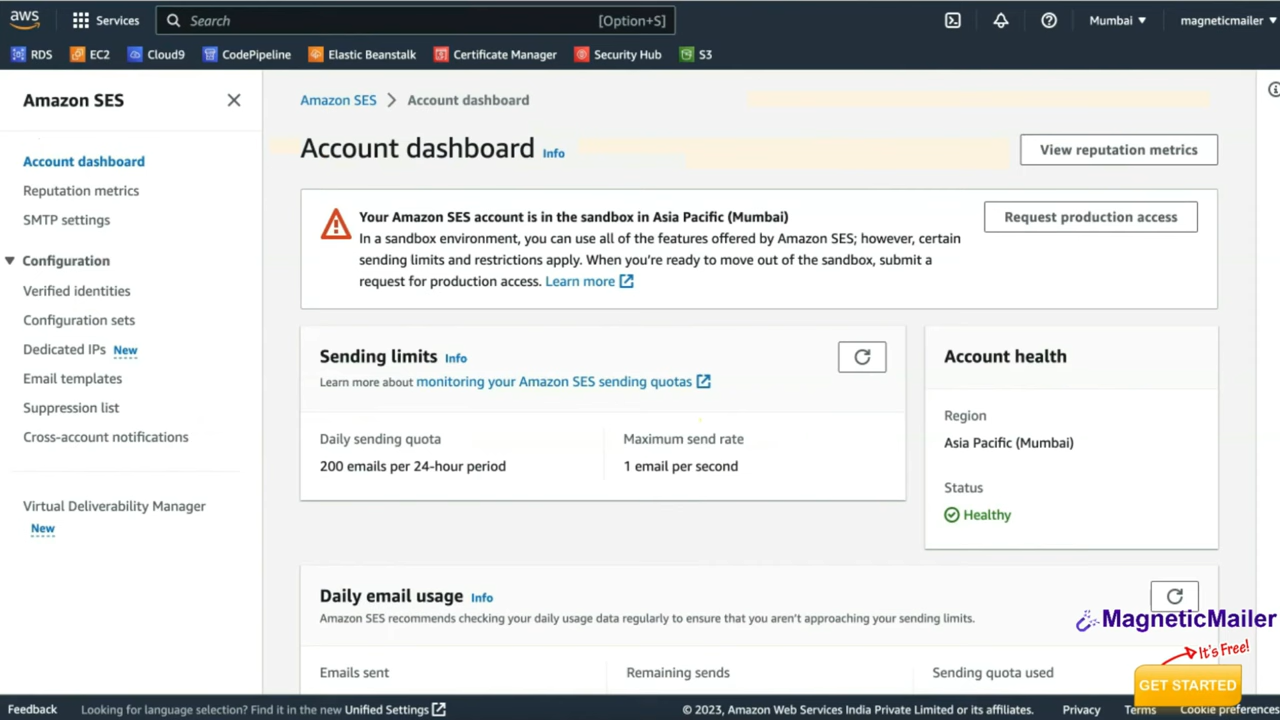 aws Services Search [Option+S] Mumbai ▼ magneticmailer ▼
RDS EC2 Cloud9 CodePipeline Elastic Beanstalk Certificate Manager Security Hub S3
Amazon SES
Account dashboard
Reputation metrics
SMTP settings
Configuration
Verified identities
Configuration sets
Dedicated IPs New
Email templates
Suppression list
Cross-account notifications
Virtual Deliverability Manager
New
Amazon SES > Account dashboard
Account dashboard Info
View reputation metrics
Your Amazon SES account is in the sandbox in Asia Pacific (Mumbai)
In a sandbox environment, you can use all of the features offered by Amazon SES; however, certain
sending limits and restrictions apply. When you're ready to move out of the sandbox, submit a
request for production access. Learn more
Request production access
Sending limits Info
Learn more about monitoring your Amazon SES sending quotas
Daily sending quota
200 emails per 24-hour period
Maximum send rate
1 email per second
Account health
Region
Asia Pacific (Mumbai)
Status
Healthy
Daily email usage Info
Amazon SES recommends checking your daily usage data regularly to ensure that you aren't approaching your sending limits.
Emails sent
Remaining sends
Sending quota used
MagneticMailer
It's Free!
GET STARTED
Feedback Looking for language selection? Find it in the new Unified Settings © 2023, Amazon Web Services India Private Limited or its affiliates. Privacy Terms Cookie preferences